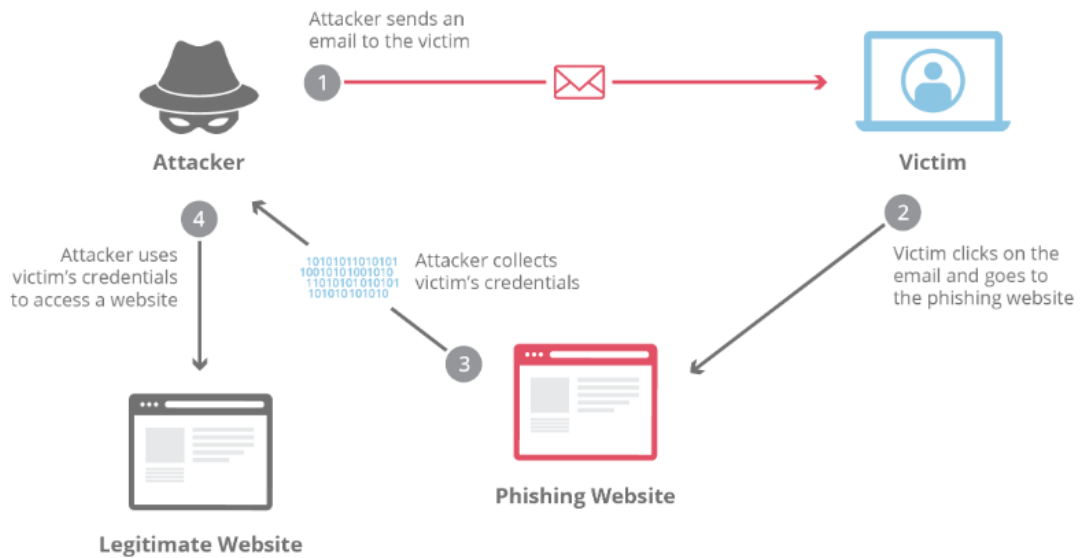 Attacker sends an
email to the victim
1
Attacker
Victim
4
2
Attacker uses
victim's credentials
to access a website
10101011010101
10010101001010
11010101010101
101010101010
Attacker collects
victim's credentials
Victim clicks on the
email and goes to
the phishing website
3
Phishing Website
Legitimate Website